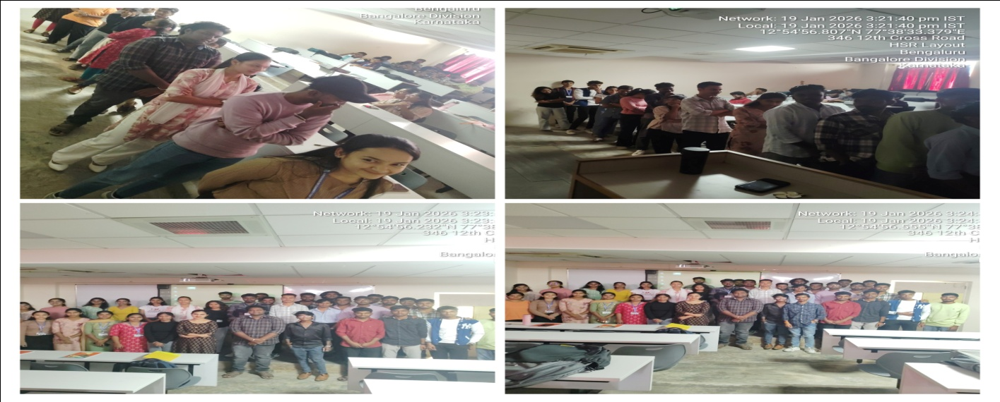 Bengaluru
Bangalore Division
Karnataka
Network: 19 Jan 2026 3:21:40 pm IST
Local: 19 Jan 2026 3:21:40 pm IST
12°54'56.807"N 77°38'33.379"E
346 12th Cross Road
HSR Layout
Bengaluru
Bangalore Division
Karnataka
Network: 19 Jan 2026 3:23:
Local: 19 Jan 2026 3:23:
12°54'56.232"N 77°38
346 12th C
H
Bangalo
Network: 19 Jan 2026 3:24:
Local: 19 Jan 2026 3:24:
12°54'56.555"N 77°38
346 12th C
H
Bangalo